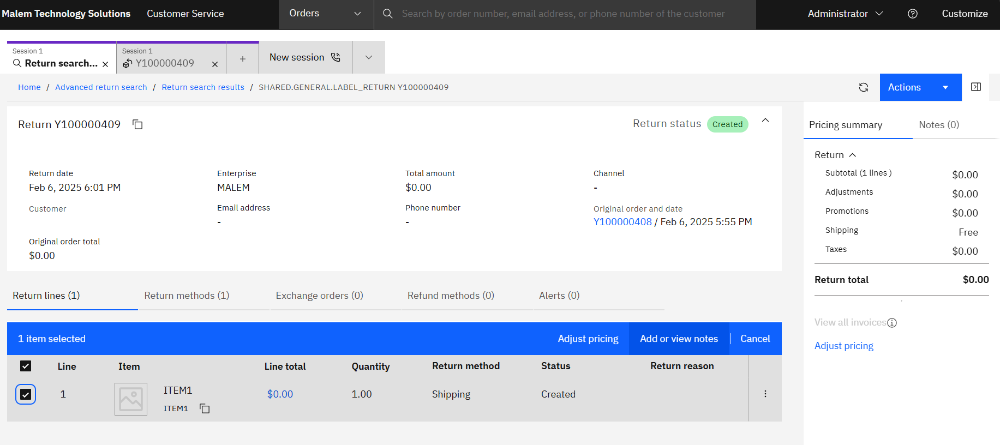 Malem Technology Solutions Customer Service Orders Search by order number, email address, or phone number of the customer Administrator Customize
Session 1 Session 1
Return search... Y100000409 + New session
Home / Advanced return search / Return search results / SHARED.GENERAL.LABEL_RETURN Y100000409 Actions
Return Y100000409 Return status Created
Return date Enterprise Total amount Channel
Feb 6, 2025 6:01 PM MALEM $0.00 -
Customer Email address Phone number Original order and date
- - Y100000408 / Feb 6, 2025 5:55 PM
Original order total
$0.00
Return lines (1) Return methods (1) Exchange orders (0) Refund methods (0) Alerts (0)
1 item selected Adjust pricing Add or view notes | Cancel
Line Item Line total Quantity Return method Status Return reason
1 ITEM1 $0.00 1.00 Shipping Created
ITEM1
Pricing summary Notes (0)
Return
Subtotal (1 lines ) $0.00
Adjustments $0.00
Promotions $0.00
Shipping Free
Taxes $0.00
Return total $0.00
View all invoices
Adjust pricing